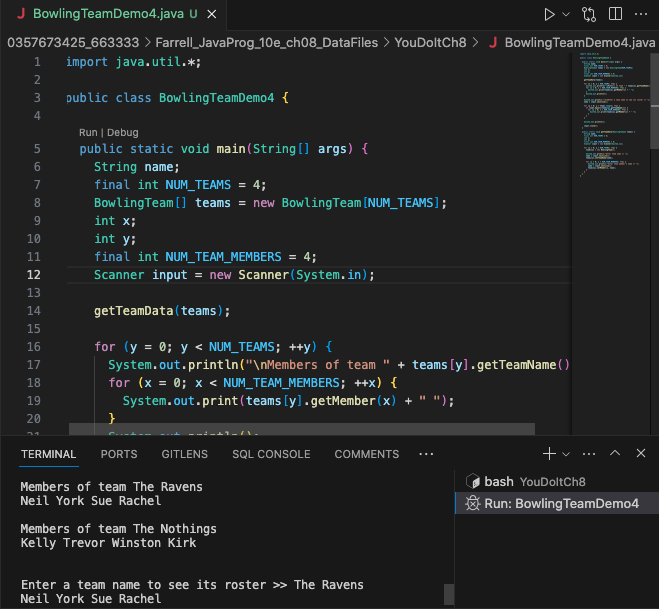 J BowlingTeamDemo4.java U ×
0357673425_663333 > Farrell_JavaProg_10e_ch08_DataFiles > YouDoItCh8 > J BowlingTeamDemo4.java
1 import java.util.*;
2
3 public class BowlingTeamDemo4 {
4
Run | Debug
5 public static void main(String[] args) {
6 String name;
7 final int NUM_TEAMS = 4;
8 BowlingTeam[] teams = new BowlingTeam[NUM_TEAMS];
9 int x;
10 int y;
11 final int NUM_TEAM_MEMBERS = 4;
12 Scanner input = new Scanner(System.in);
13
14 getTeamData(teams);
15
16 for (y = 0; y < NUM_TEAMS; ++y) {
17 System.out.println("\nMembers of team " + teams[y].getTeamName()
18 for (x = 0; x < NUM_TEAM_MEMBERS; ++x) {
19 System.out.print(teams[y].getMember(x) + " ");
20 }
21 System.out.println();
TERMINAL PORTS GITLENS SQL CONSOLE COMMENTS ...
Members of team The Ravens
Neil York Sue Rachel
Members of team The Nothings
Kelly Trevor Winston Kirk
Enter a team name to see its roster >> The Ravens
Neil York Sue Rachel
bash YouDoItCh8
Run: BowlingTeamDemo4